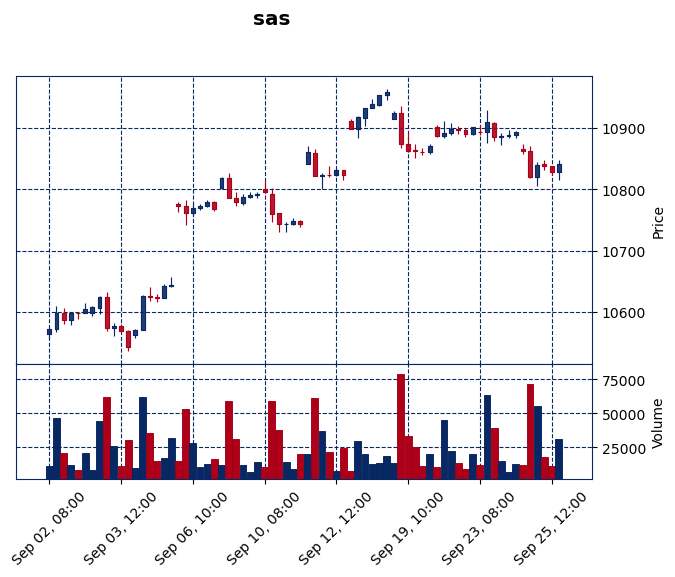 sas
10900
10800
10700
10600
Price
75000
50000
25000
Volume
Sep 02, 08:00
Sep 03, 12:00
Sep 06, 10:00
Sep 10, 08:00
Sep 12, 12:00
Sep 19, 10:00
Sep 23, 08:00
Sep 25, 12:00